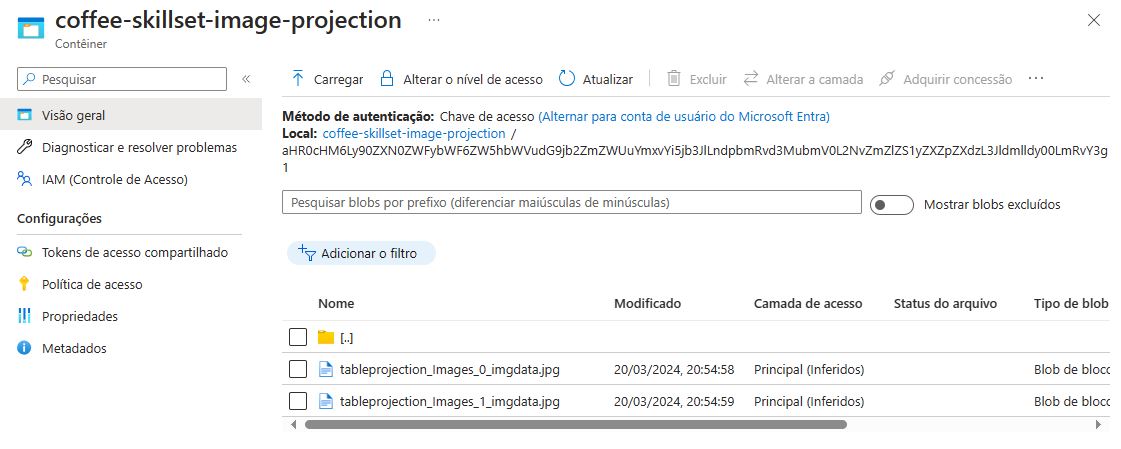 coffee-skillset-image-projection ...
Contêiner
Pesquisar
Visão geral
Diagnosticar e resolver problemas
IAM (Controle de Acesso)
Configurações
Tokens de acesso compartilhado
Política de acesso
Propriedades
Metadados
Carregar Alterar o nível de acesso Atualizar Excluir Alterar a camada Adquirir concessão ...
Método de autenticação: Chave de acesso (Alternar para conta de usuário do Microsoft Entra)
Local: coffee-skillset-image-projection /
aHR0cHM6Ly90ZXN0ZWFybWF6ZW5hbWVudG9jb2ZmZWUuYmxvYi5jb3JlLndpbmRvd3MubmV0L2NvZmZlZS1yZXZpZXdzL3Jldmlldy00LmRvY3g
1
Pesquisar blobs por prefixo (diferenciar maiúsculas de minúsculas)
Mostrar blobs excluídos
Adicionar o filtro
Nome Modificado Camada de acesso Status do arquivo Tipo de blob
[..]
tableprojection_Images_0_imgdata.jpg 20/03/2024, 20:54:58 Principal (Inferidos) Blob de bloco
tableprojection_Images_1_imgdata.jpg 20/03/2024, 20:54:59 Principal (Inferidos) Blob de bloco